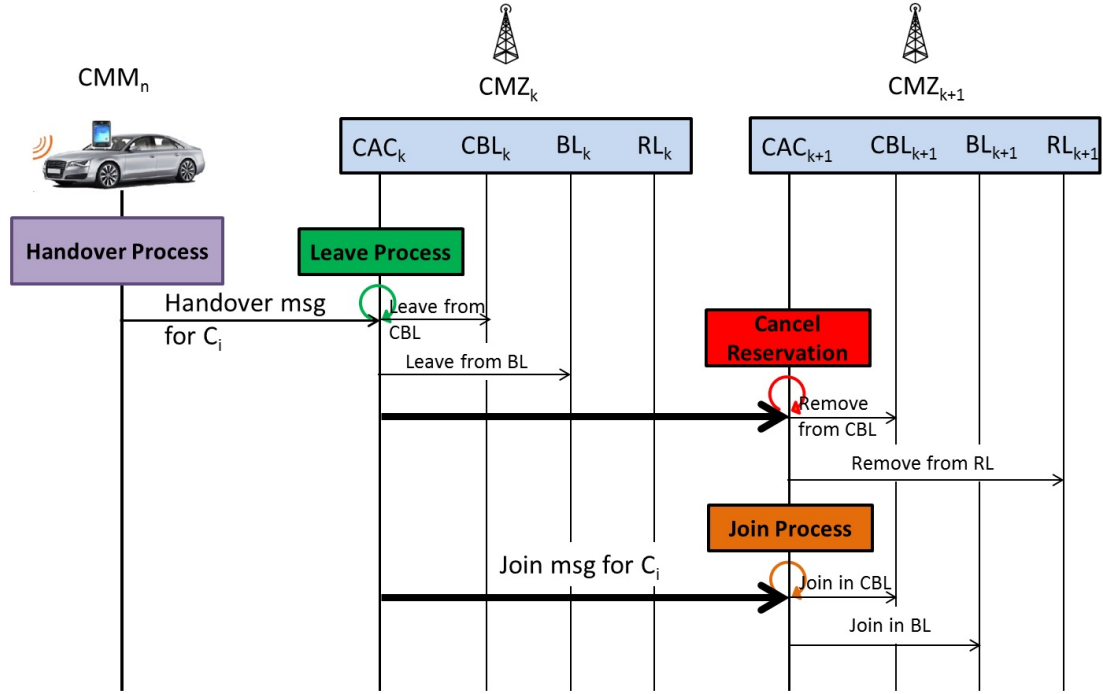 CMMₙ
CMZₖ
CMZₖ₊₁
CACₖ CBLₖ BLₖ RLₖ
CACₖ₊₁ CBLₖ₊₁ BLₖ₊₁ RLₖ₊₁
Handover Process
Leave Process
Handover msg
for Cᵢ
Leave from
CBL
Leave from BL
Cancel
Reservation
Remove
from CBL
Remove from RL
Join Process
Join msg for Cᵢ
Join in CBL
Join in BL